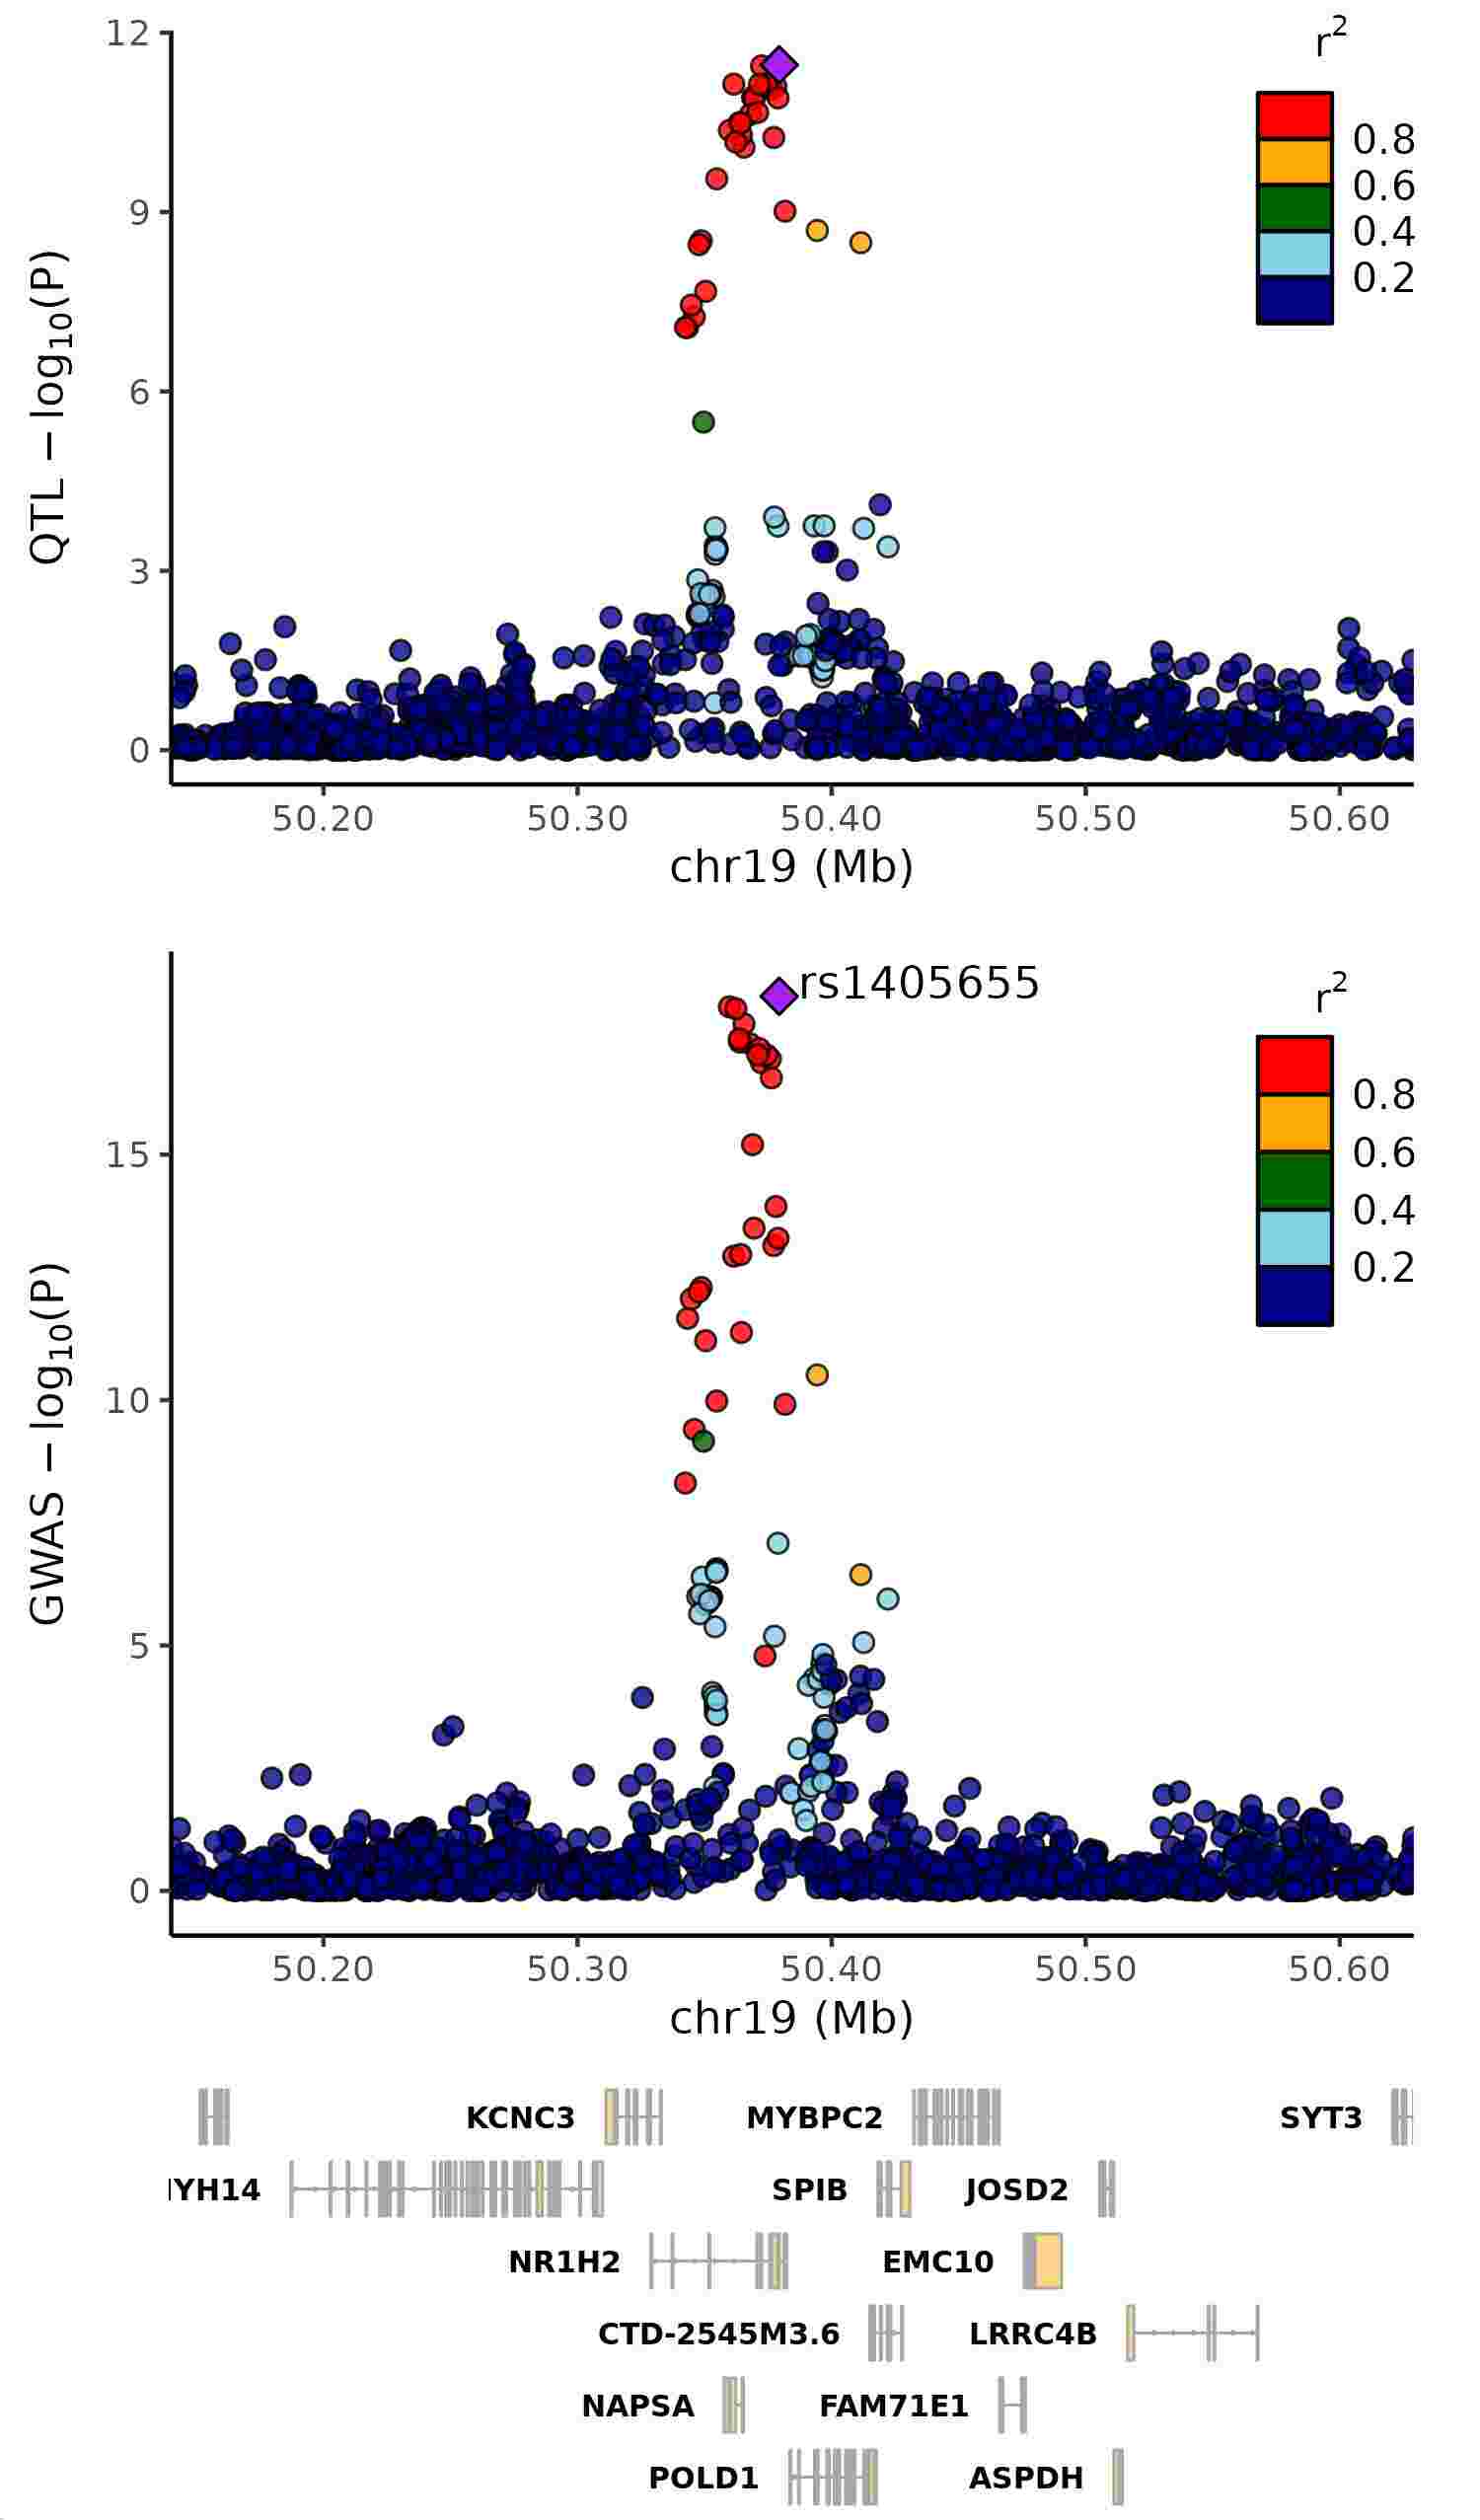 12
9
6
3
0
QTL −log10(P)
r2
0.8
0.6
0.4
0.2
50.20 50.30 50.40 50.50 50.60
chr19 (Mb)
rs1405655
15
10
5
0
GWAS −log10(P)
r2
0.8
0.6
0.4
0.2
50.20 50.30 50.40 50.50 50.60
chr19 (Mb)
KCNC3 MYBPC2 SYT3
IYH14 SPIB JOSD2
NR1H2 EMC10
CTD-2545M3.6 LRRC4B
NAPSA FAM71E1
POLD1 ASPDH